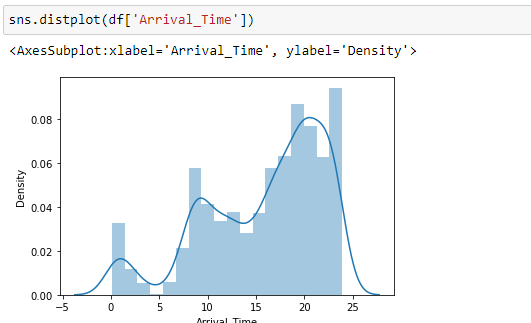 sns.distplot(df['Arrival_Time'])
<AxesSubplot:xlabel='Arrival_Time', ylabel='Density'>
0.08
0.06
0.04
0.02
0.00
Density
−5 0 5 10 15 20 25
Arrival_Time